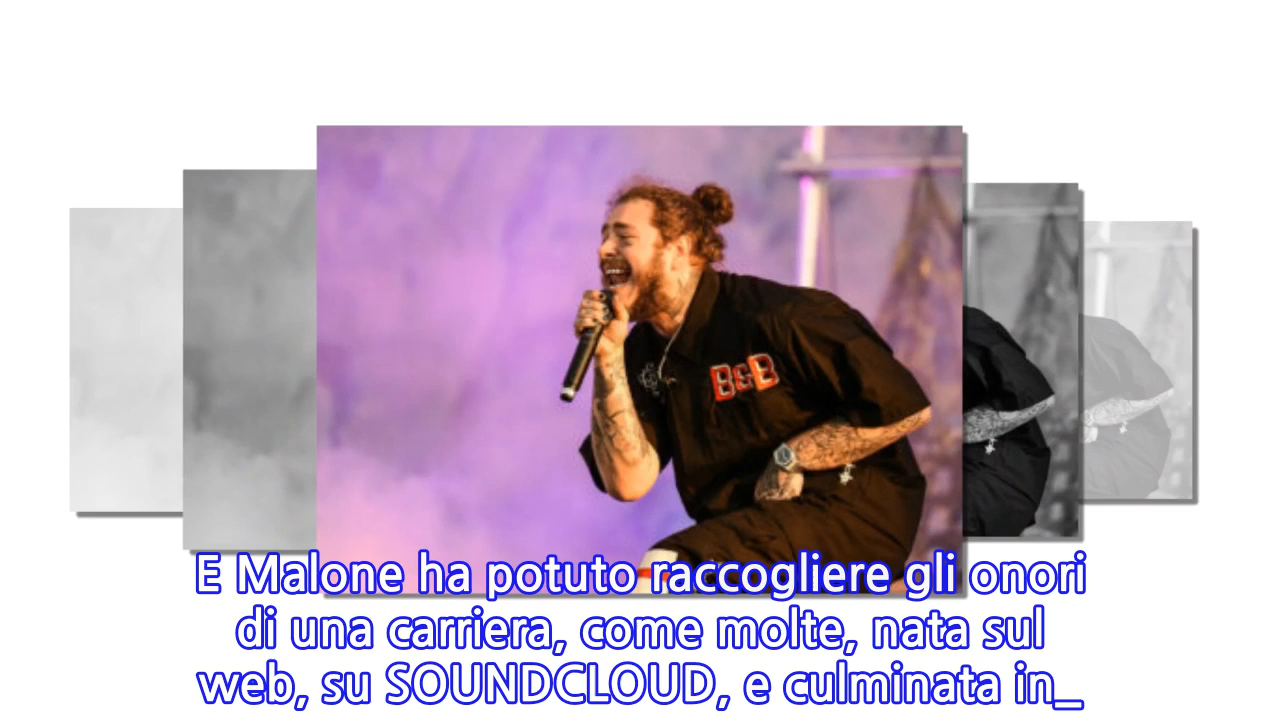 B&B
E Malone ha potuto raccogliere gli onori
di una carriera, come molte, nata sul
web, su SOUNDCLOUD, e culminata in_